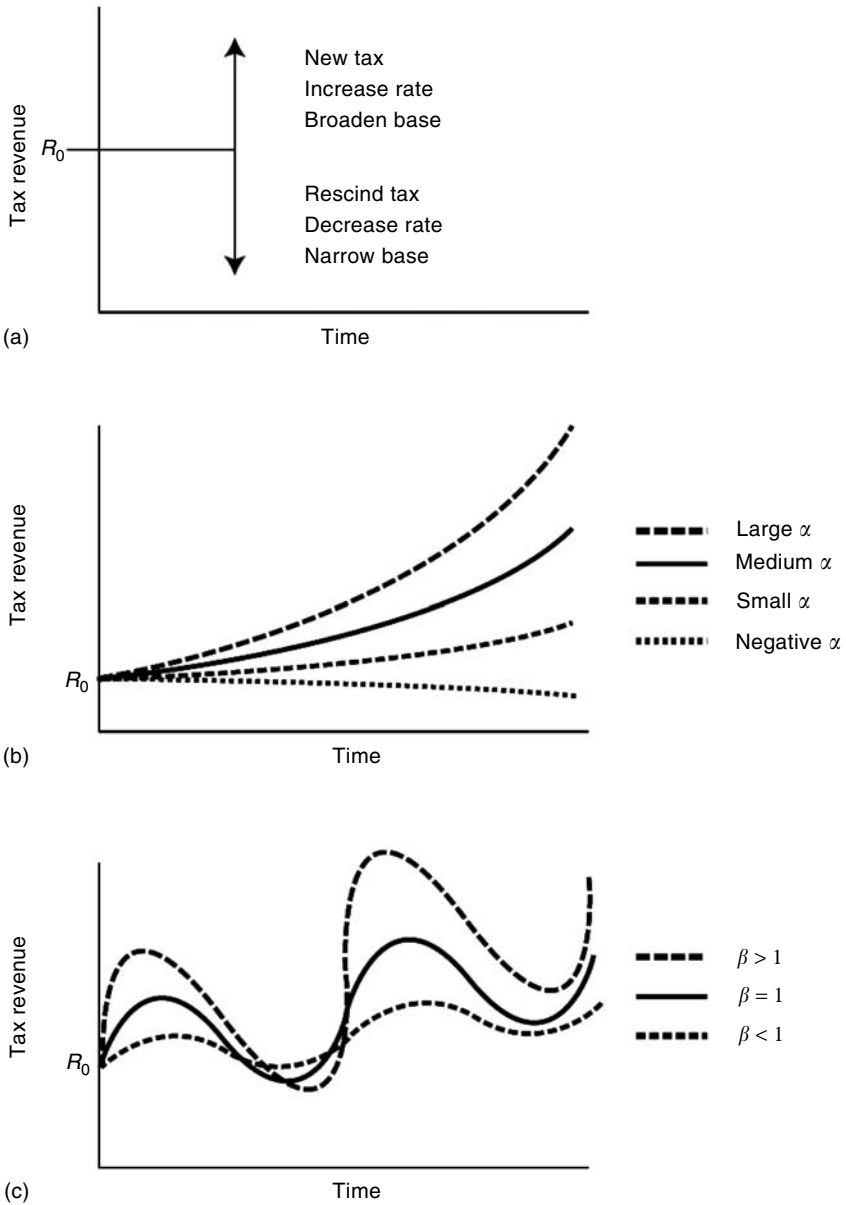 Tax revenue
R0
New tax
Increase rate
Broaden base
Rescind tax
Decrease rate
Narrow base
Time
(a)
Tax revenue
R0
Large α
Medium α
Small α
Negative α
Time
(b)
Tax revenue
R0
β > 1
β = 1
β < 1
Time
(c)